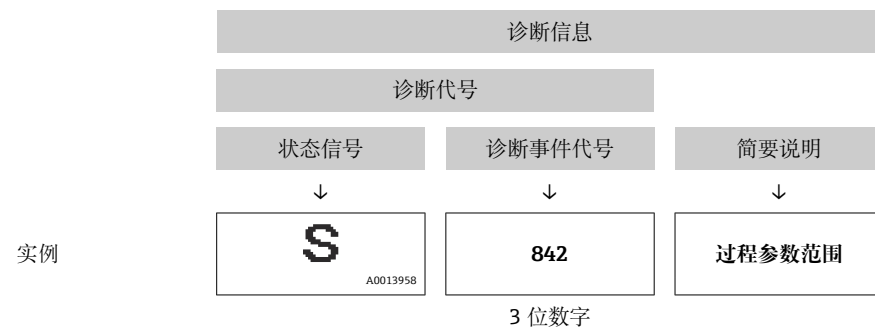 诊断信息
诊断代号
状态信号 诊断事件代号 简要说明
↓ ↓ ↓
实例 S 842 过程参数范围
A0013958
3 位数字